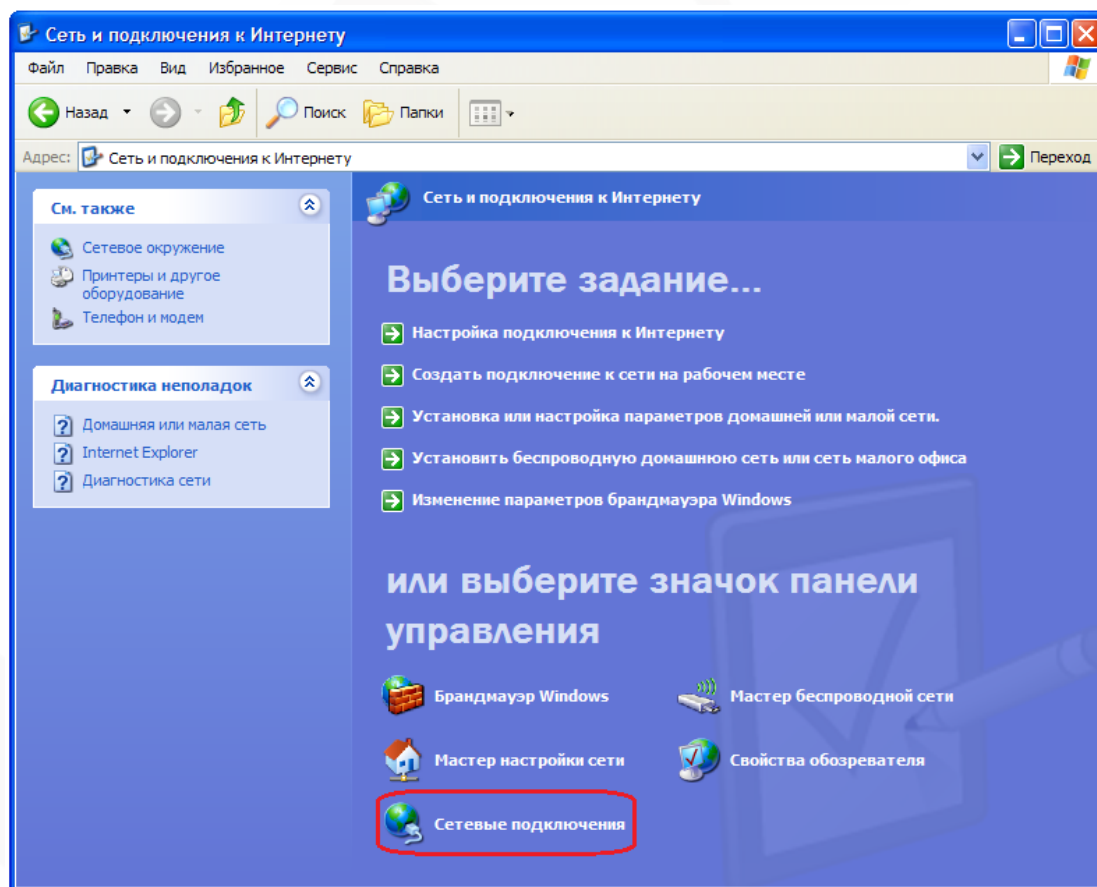 Сеть и подключения к Интернету
Файл Правка Вид Избранное Сервис Справка
Назад Поиск Папки
Адрес: Сеть и подключения к Интернету Переход
См. также
Сетевое окружение
Принтеры и другое
оборудование
Телефон и модем
Диагностика неполадок
Домашняя или малая сеть
Internet Explorer
Диагностика сети
Сеть и подключения к Интернету
Выберите задание...
Настройка подключения к Интернету
Создать подключение к сети на рабочем месте
Установка или настройка параметров домашней или малой сети.
Установить беспроводную домашнюю сеть или сеть малого офиса
Изменение параметров брандмауэра Windows
или выберите значок панели
управления
Брандмауэр Windows Мастер беспроводной сети
Мастер настройки сети Свойства обозревателя
Сетевые подключения